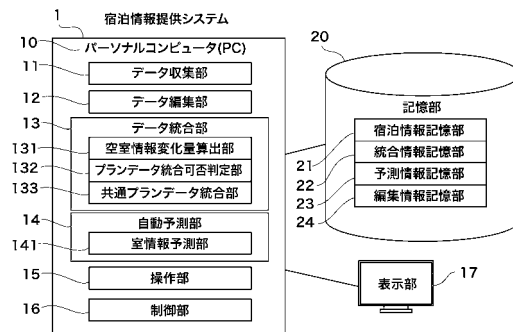 宿泊情報提供システム
1
10
パーソナルコンピュータ(PC)
11
データ収集部
12
データ編集部
13
データ統合部
131
空室情報変化量算出部
132
プランデータ統合可否判定部
133
共通プランデータ統合部
14
自動予測部
141
室情報予測部
15
操作部
16
制御部
20
記憶部
21
宿泊情報記憶部
22
統合情報記憶部
23
予測情報記憶部
24
編集情報記憶部
17
表示部